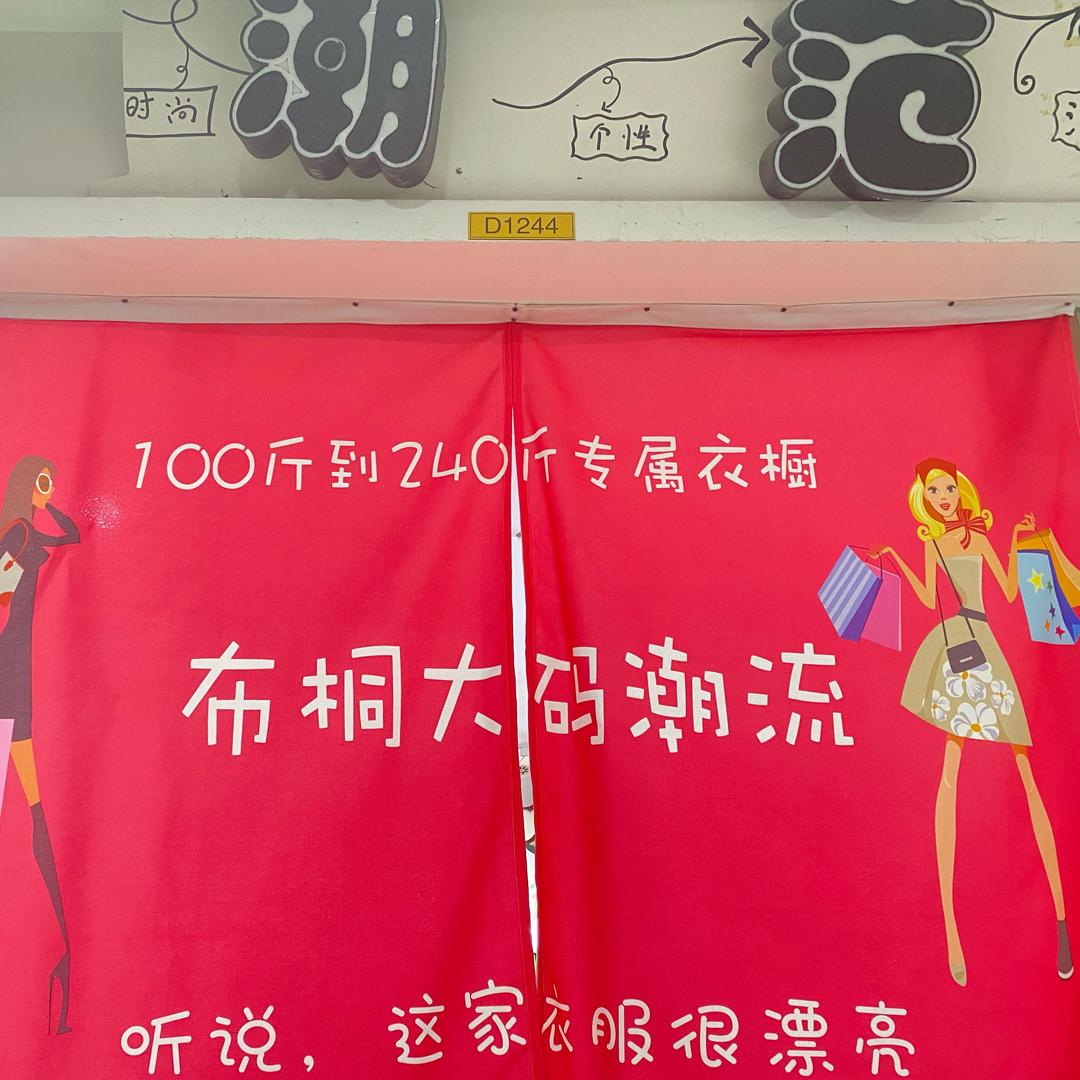 时尚
潮
个性
范
D1244
100斤到240斤专属衣橱
布桐大码潮流
听说，这家衣服很漂亮